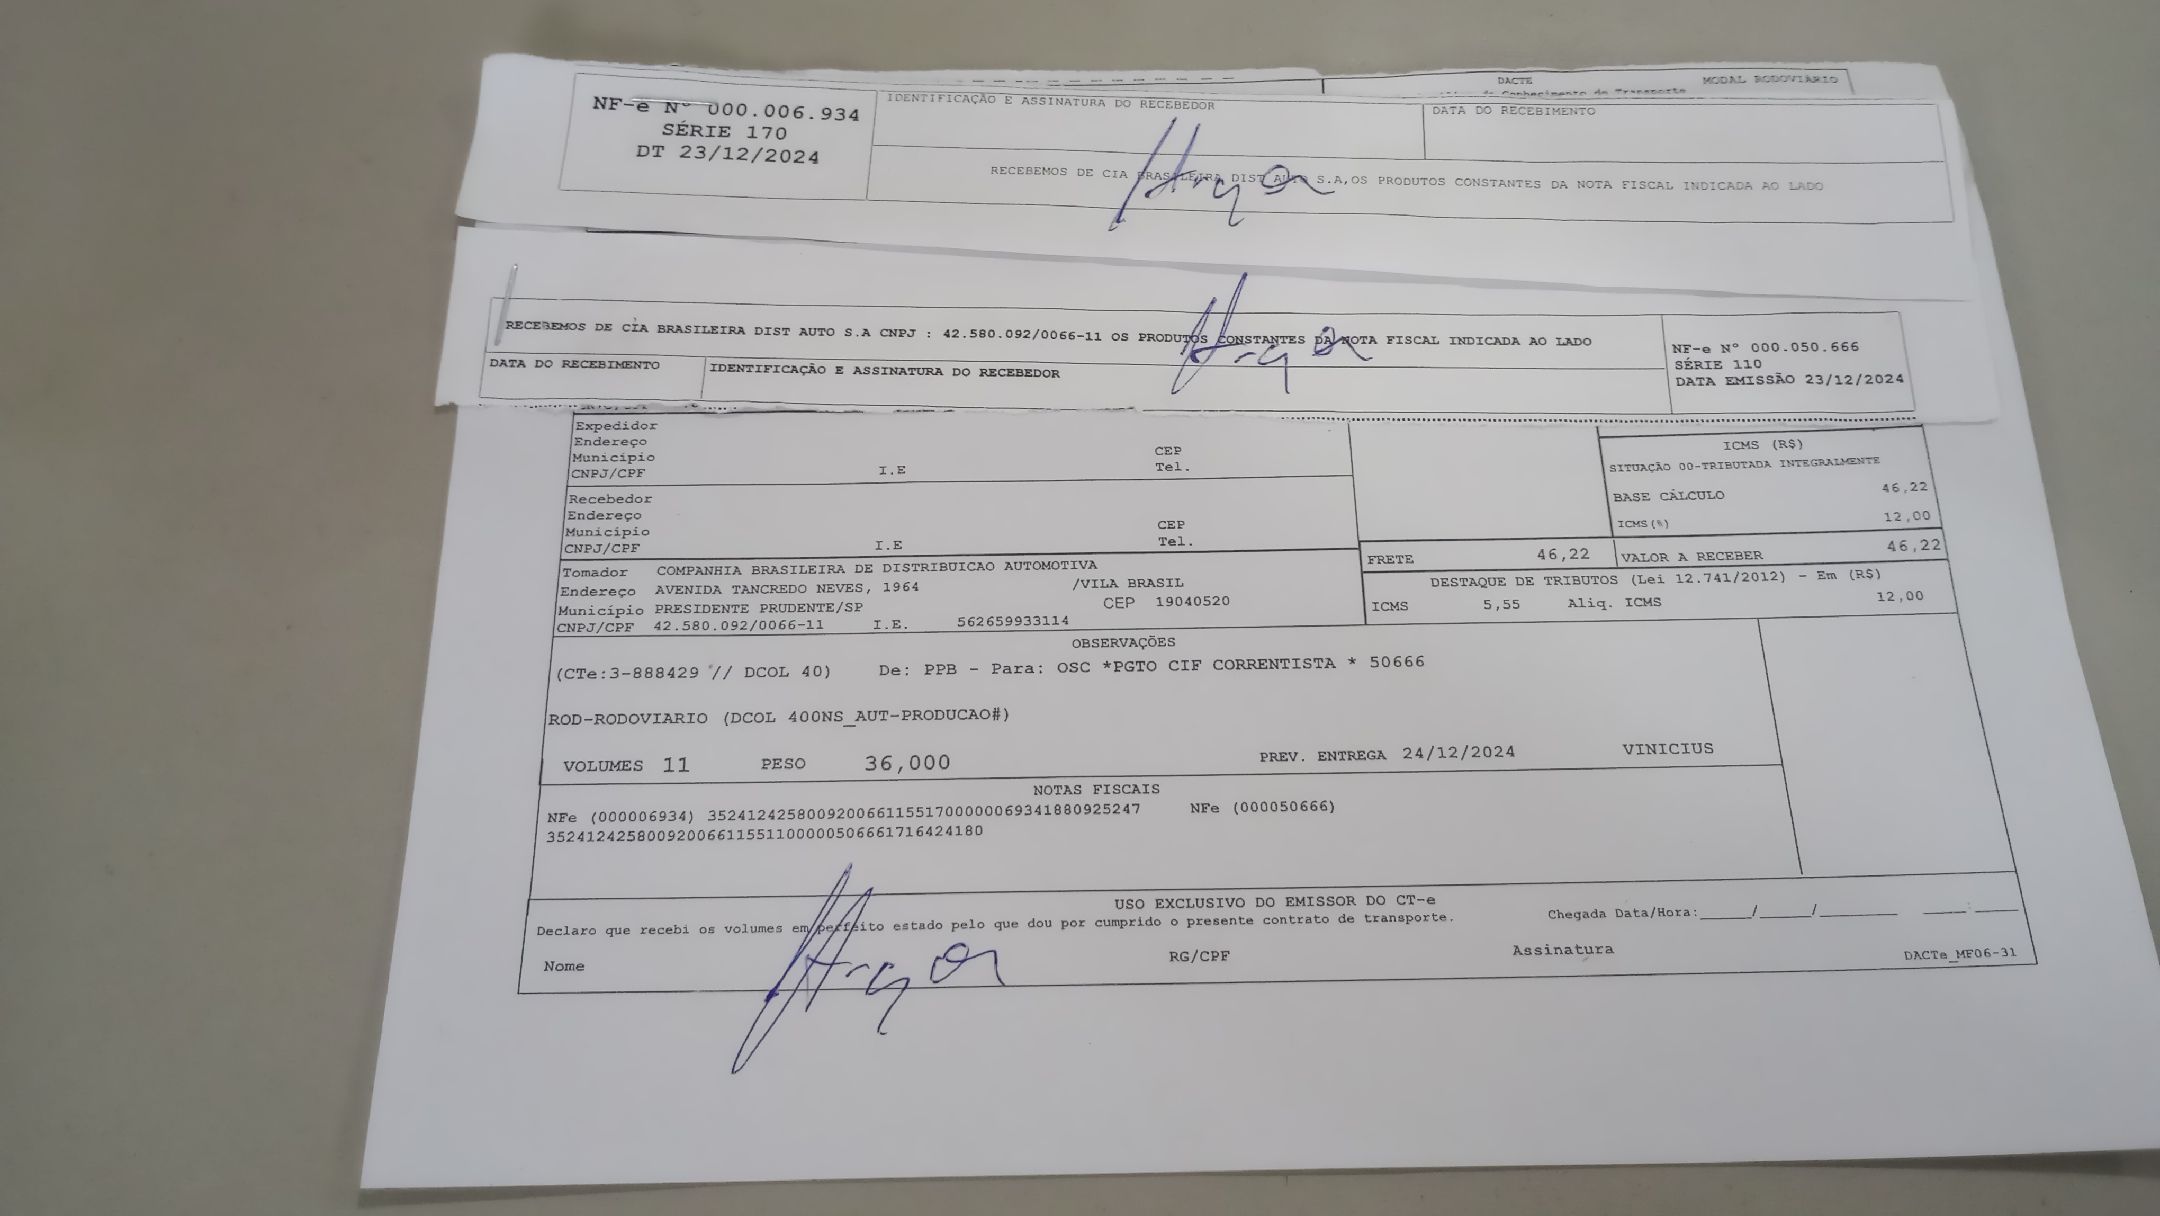 DACTE MODAL RODOVIÁRIO
NF-e N° 000.006.934
SÉRIE 170
DT 23/12/2024
IDENTIFICAÇÃO E ASSINATURA DO RECEBEDOR
DATA DO RECEBIMENTO
RECEBEMOS DE CIA BRASILEIRA DIST AUTO S.A,OS PRODUTOS CONSTANTES DA NOTA FISCAL INDICADA AO LADO
RECEBEMOS DE CIA BRASILEIRA DIST AUTO S.A CNPJ : 42.580.092/0066-11 OS PRODUTOS CONSTANTES DA NOTA FISCAL INDICADA AO LADO
DATA DO RECEBIMENTO
IDENTIFICAÇÃO E ASSINATURA DO RECEBEDOR
NF-e N° 000.050.666
SÉRIE 110
DATA EMISSÃO 23/12/2024
Expedidor
Endereço
Município CEP
CNPJ/CPF I.E Tel.
Recebedor
Endereço
Município CEP
CNPJ/CPF I.E Tel.
ICMS (R$)
SITUAÇÃO 00-TRIBUTADA INTEGRALMENTE
BASE CÁLCULO 46,22
ICMS(%) 12,00
FRETE 46,22 VALOR A RECEBER 46,22
Tomador COMPANHIA BRASILEIRA DE DISTRIBUICAO AUTOMOTIVA
Endereço AVENIDA TANCREDO NEVES, 1964 /VILA BRASIL
Município PRESIDENTE PRUDENTE/SP CEP 19040520
CNPJ/CPF 42.580.092/0066-11 I.E. 562659933114
DESTAQUE DE TRIBUTOS (Lei 12.741/2012) - Em (R$)
ICMS 5,55 Aliq. ICMS 12,00
OBSERVAÇÕES
(CTe:3-888429 // DCOL 40) De: PPB - Para: OSC *PGTO CIF CORRENTISTA * 50666
ROD-RODOVIARIO (DCOL 400NS_AUT-PRODUCAO#)
VOLUMES 11 PESO 36,000 PREV. ENTREGA 24/12/2024 VINICIUS
NOTAS FISCAIS
NFe (000006934) 35241242580092006611551700000069341880925247 NFe (000050666)
35241242580092006611551100000506661716424180
USO EXCLUSIVO DO EMISSOR DO CT-e
Declaro que recebi os volumes em perfeito estado pelo que dou por cumprido o presente contrato de transporte. Chegada Data/Hora:_____/_____/________ ____:____
Nome RG/CPF Assinatura DACTe_MF06-31